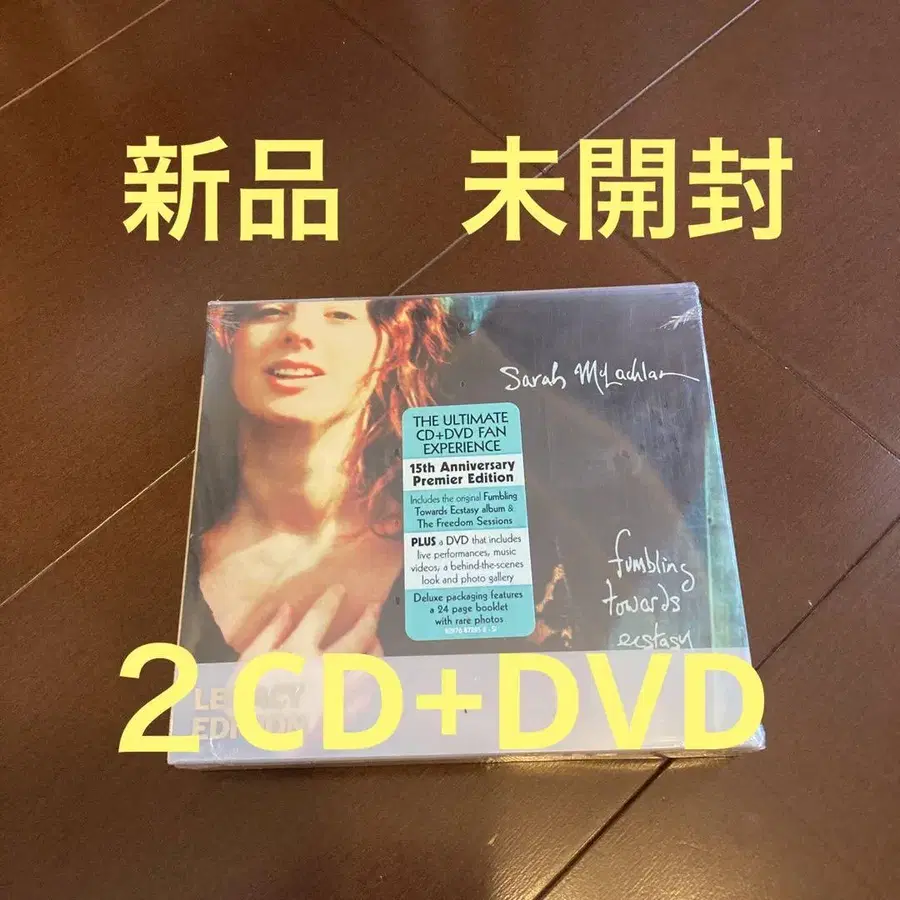 新品　未開封
Sarah McLachlan
THE ULTIMATE
CD+DVD FAN
EXPERIENCE
15th Anniversary
Premier Edition
Includes the original Fumbling
Towards Ecstasy album &
The Freedom Sessions
PLUS a DVD that includes
live performances, music
videos, a behind-the-scenes
look and photo gallery
Deluxe packaging features
a 24 page booklet
with rare photos
fumbling
towards
ecstasy
2CD+DVD
LEGACY
EDITION